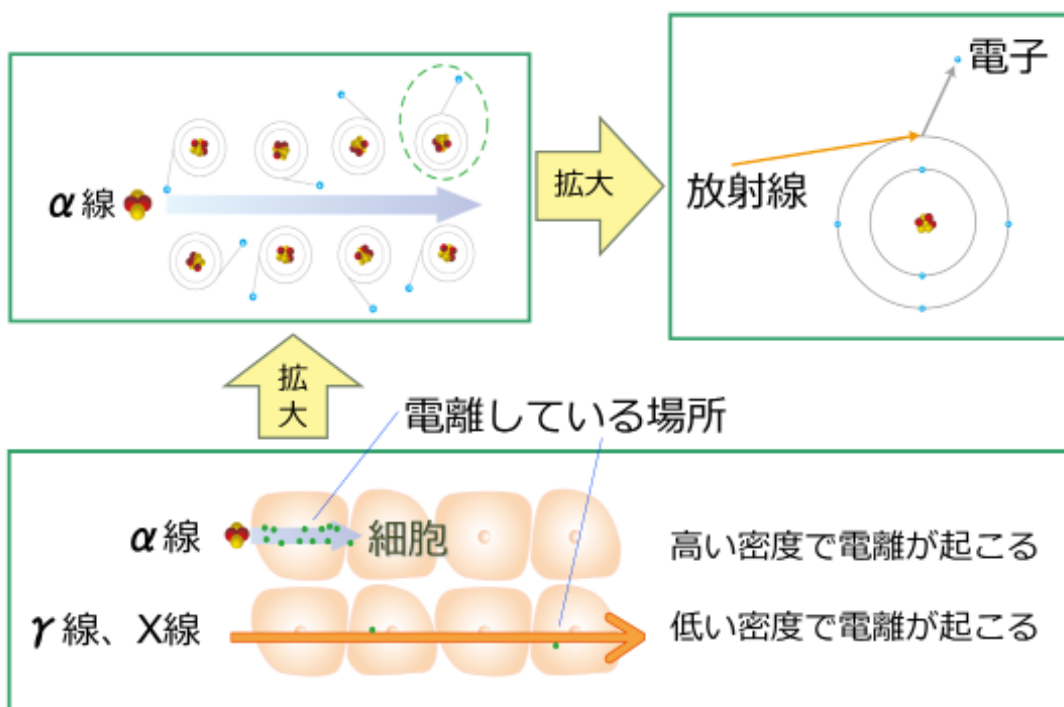 電子
放射線
α線
拡大
拡
大
電離している場所
α線
細胞
高い密度で電離が起こる
γ線、X線
低い密度で電離が起こる